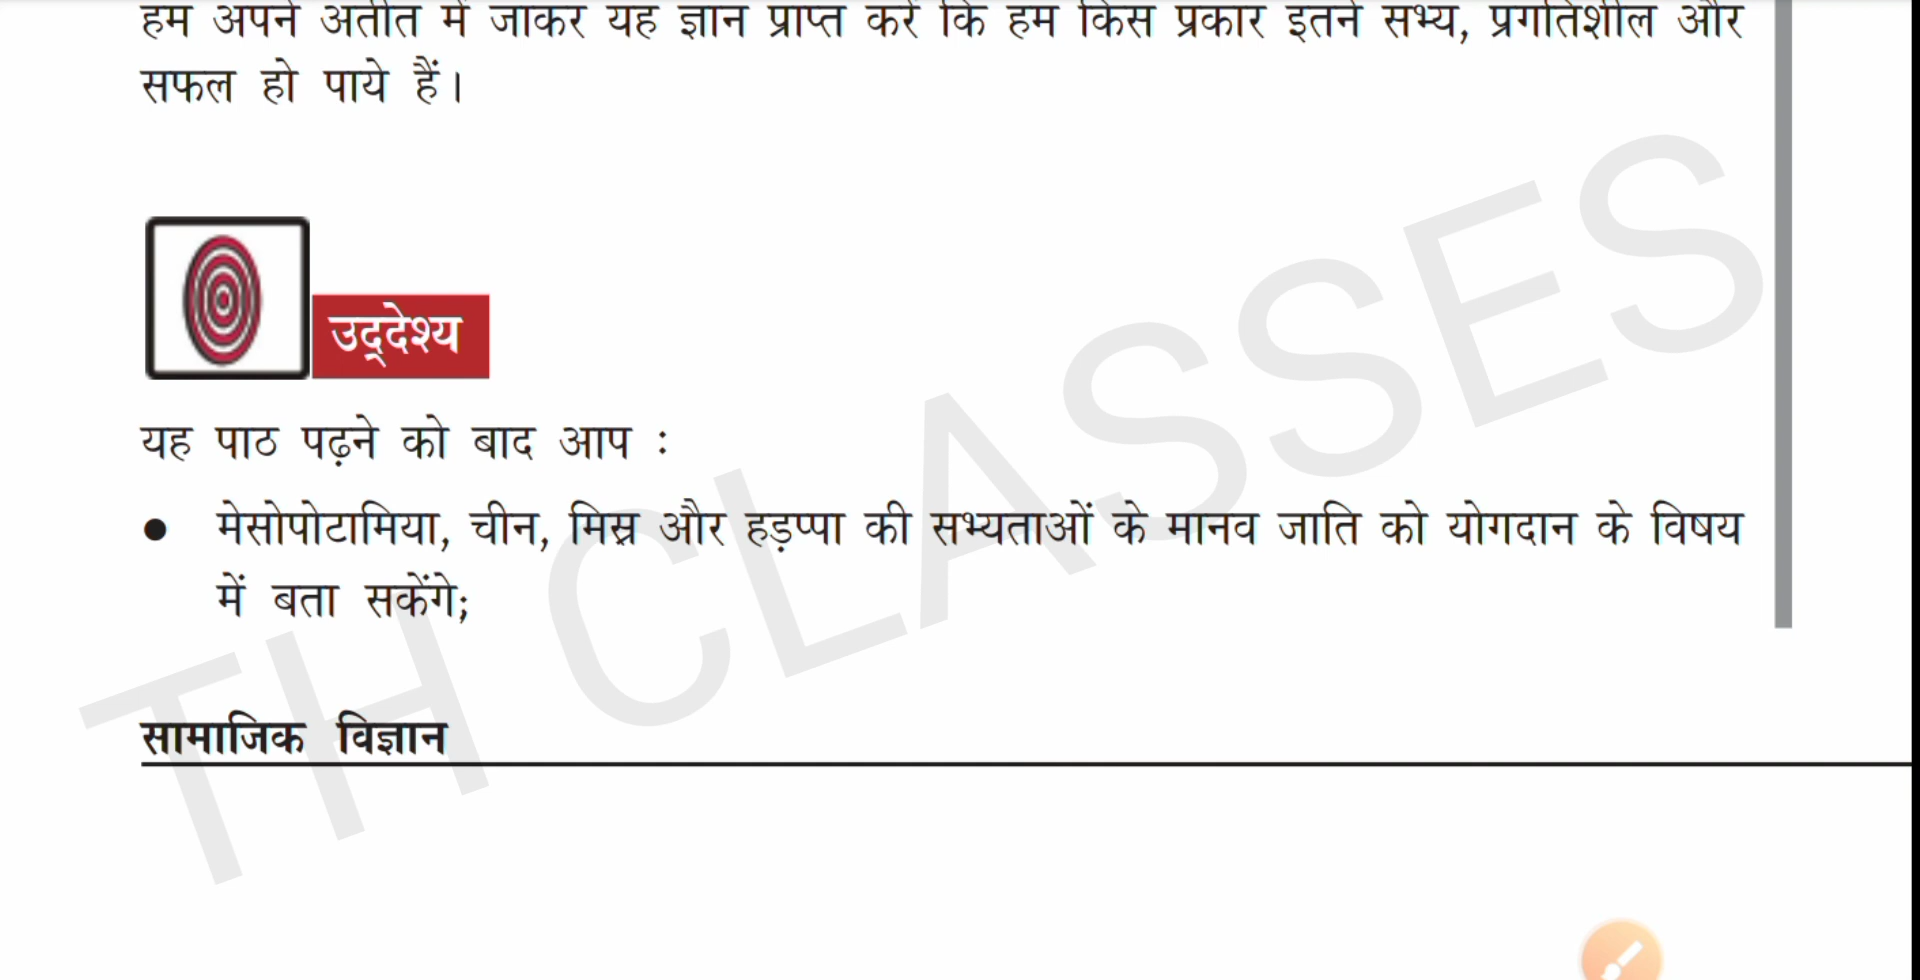 हम अपने अतीत में जाकर यह ज्ञान प्राप्त करें कि हम किस प्रकार इतने सभ्य, प्रगतिशील और
सफल हो पाये हैं।
उद्देश्य
यह पाठ पढ़ने को बाद आप :
● मेसोपोटामिया, चीन, मिस्र और हड़प्पा की सभ्यताओं के मानव जाति को योगदान के विषय
में बता सकेंगे;
सामाजिक विज्ञान
TH CLASSES